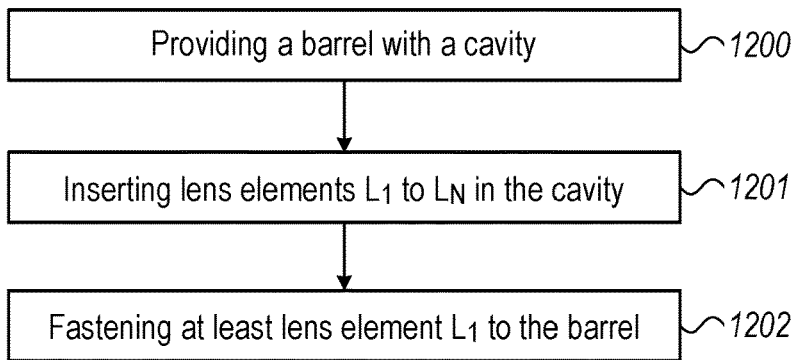 Providing a barrel with a cavity 1200
Inserting lens elements L1 to LN in the cavity 1201
Fastening at least lens element L1 to the barrel 1202